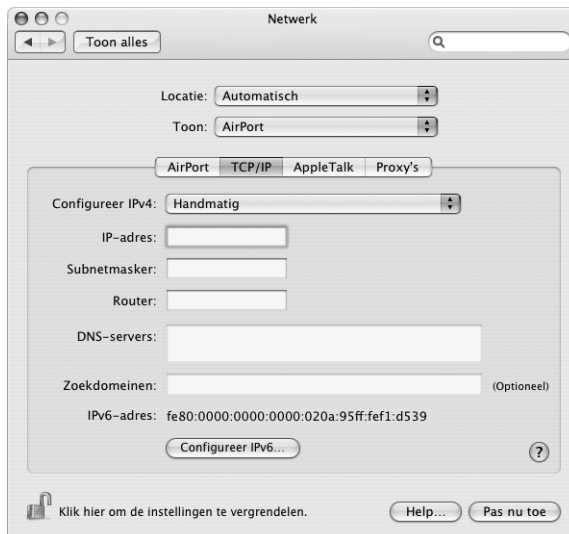 Netwerk
Toon alles
Locatie: Automatisch
Toon: AirPort
AirPort TCP/IP AppleTalk Proxy's
Configureer IPv4: Handmatig
IP-adres:
Subnetmasker:
Router:
DNS-servers:
Zoekdomeinen: (Optioneel)
IPv6-adres: fe80:0000:0000:0000:020a:95ff:fef1:d539
Configureer IPv6...
?
Klik hier om de instellingen te vergrendelen. Help... Pas nu toe